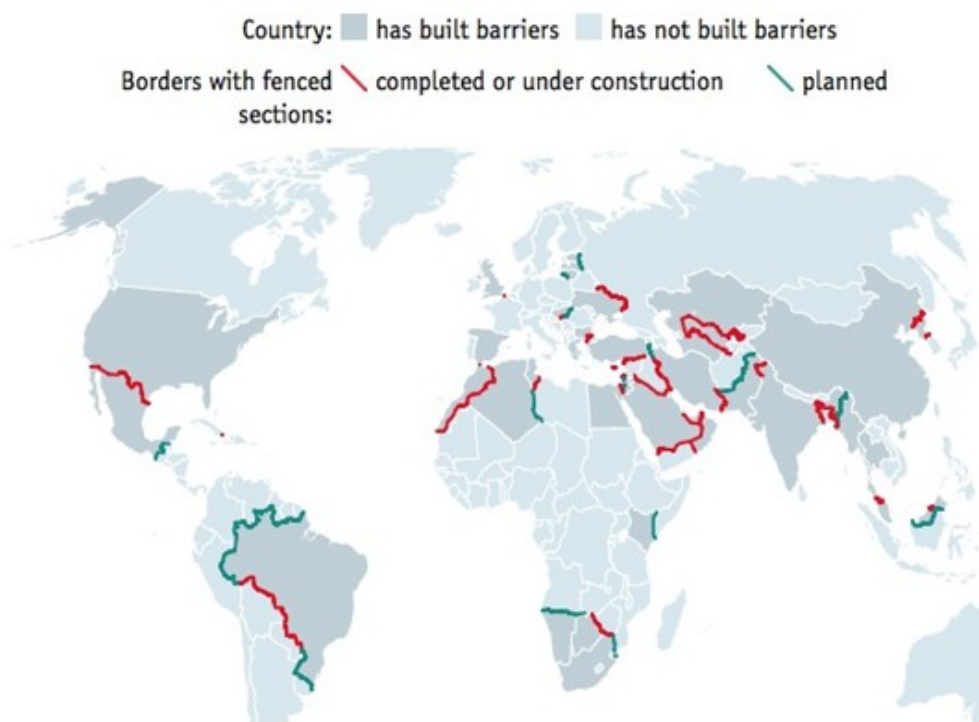 Country: has built barriers has not built barriers
Borders with fenced completed or under construction planned
sections: